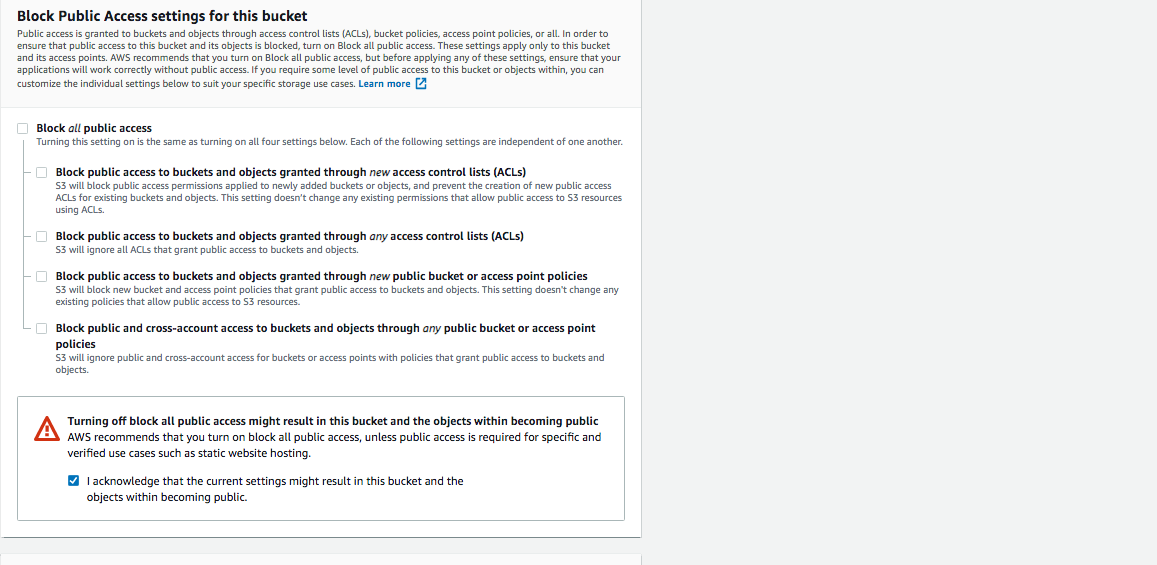 Block Public Access settings for this bucket
Public access is granted to buckets and objects through access control lists (ACLs), bucket policies, access point policies, or all. In order to
ensure that public access to this bucket and its objects is blocked, turn on Block all public access. These settings apply only to this bucket
and its access points. AWS recommends that you turn on Block all public access, but before applying any of these settings, ensure that your
applications will work correctly without public access. If you require some level of public access to this bucket or objects within, you can
customize the individual settings below to suit your specific storage use cases. Learn more
Block all public access
Turning this setting on is the same as turning on all four settings below. Each of the following settings are independent of one another.
Block public access to buckets and objects granted through new access control lists (ACLs)
S3 will block public access permissions applied to newly added buckets or objects, and prevent the creation of new public access
ACLs for existing buckets and objects. This setting doesn't change any existing permissions that allow public access to S3 resources
using ACLs.
Block public access to buckets and objects granted through any access control lists (ACLs)
S3 will ignore all ACLs that grant public access to buckets and objects.
Block public access to buckets and objects granted through new public bucket or access point policies
S3 will block new bucket and access point policies that grant public access to buckets and objects. This setting doesn't change any
existing policies that allow public access to S3 resources.
Block public and cross-account access to buckets and objects through any public bucket or access point
policies
S3 will ignore public and cross-account access for buckets or access points with policies that grant public access to buckets and
objects.
Turning off block all public access might result in this bucket and the objects within becoming public
AWS recommends that you turn on block all public access, unless public access is required for specific and
verified use cases such as static website hosting.
I acknowledge that the current settings might result in this bucket and the
objects within becoming public.